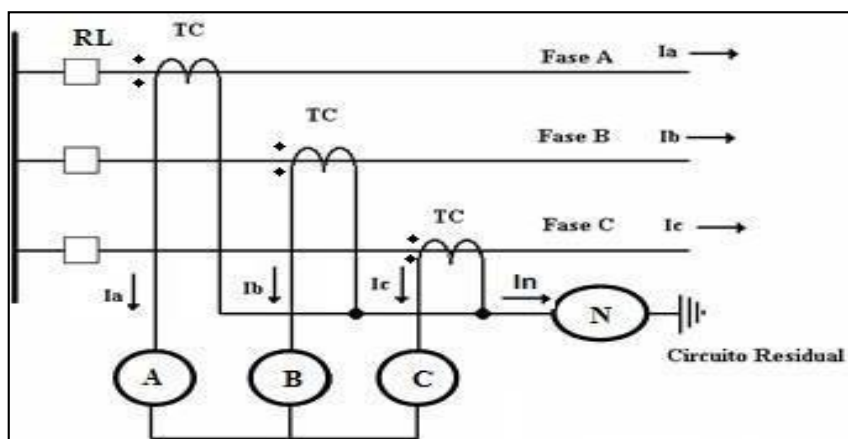 RL
TC
Fase A
Ia
TC
Fase B
Ib
TC
Fase C
Ic
Ia
Ib
Ic
In
N
Circuito Residual
A
B
C